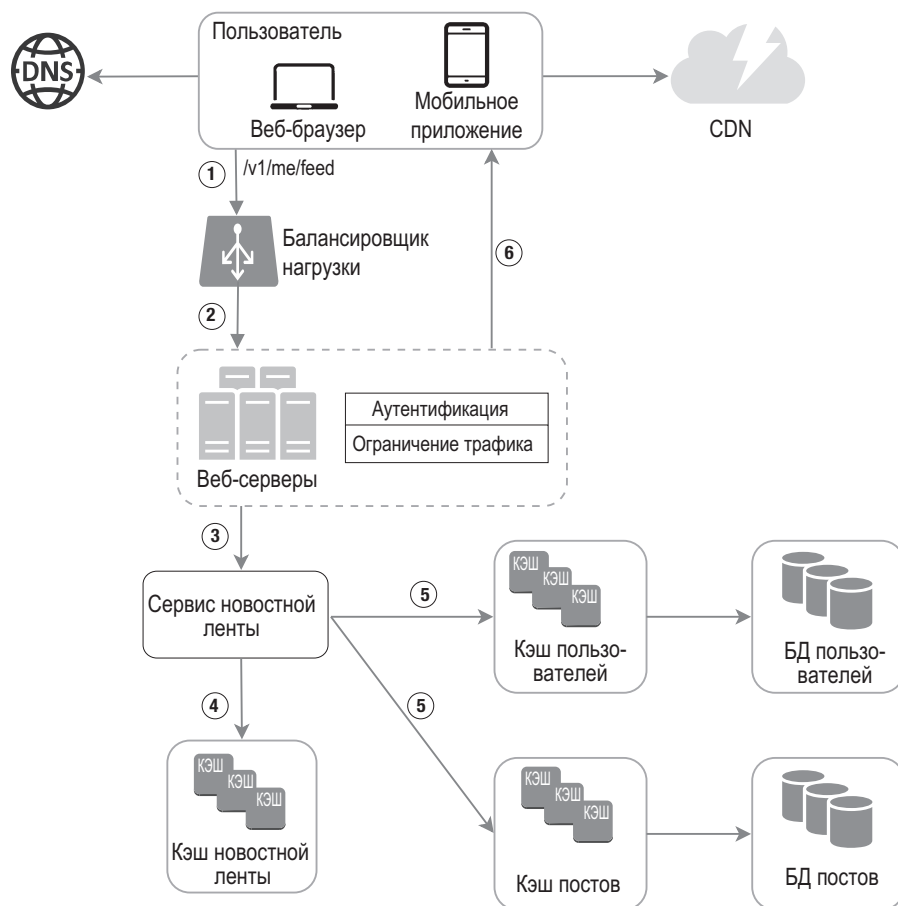 Пользователь
DNS
Веб-браузер
Мобильное
приложение
CDN
1
/v1/me/feed
Балансировщик
нагрузки
6
2
Аутентификация
Ограничение трафика
Веб-серверы
3
Сервис новостной
ленты
5
КЭШ
КЭШ
КЭШ
Кэш пользо-
вателей
БД пользо-
вателей
4
5
КЭШ
КЭШ
КЭШ
Кэш новостной
ленты
КЭШ
КЭШ
КЭШ
Кэш постов
БД постов